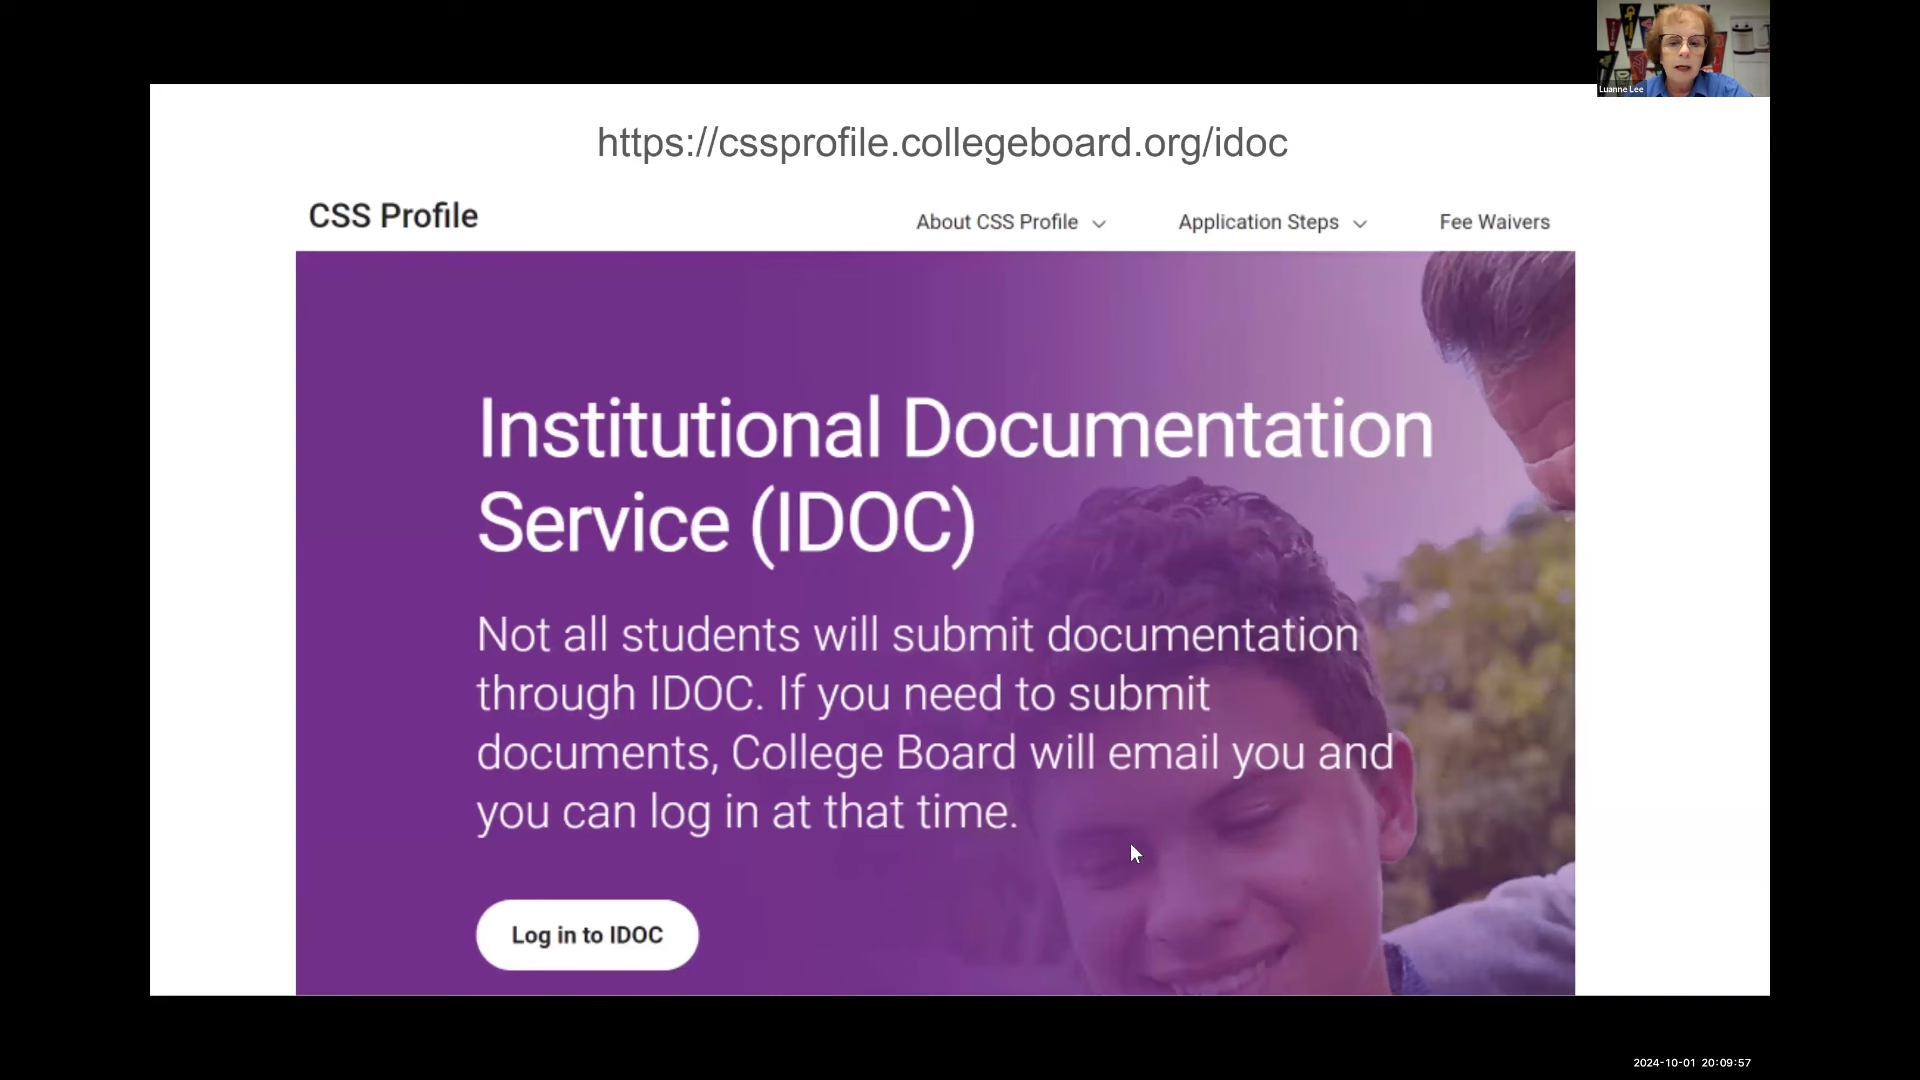 Luanne Lee
https://cssprofile.collegeboard.org/idoc
CSS Profile
About CSS Profile
Application Steps
Fee Waivers
Institutional Documentation
Service (IDOC)
Not all students will submit documentation
through IDOC. If you need to submit
documents, College Board will email you and
you can log in at that time.
Log in to IDOC
2024-10-01 20:09:57